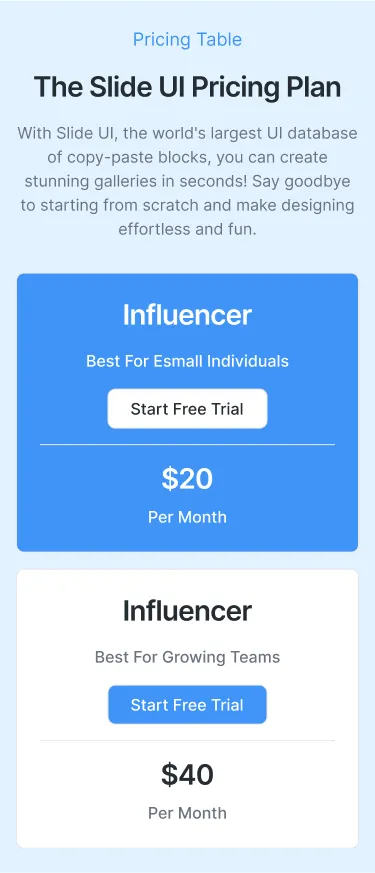 Pricing Table
The Slide UI Pricing Plan
With Slide UI, the world's largest UI database
of copy-paste blocks, you can create
stunning galleries in seconds! Say goodbye
to starting from scratch and make designing
effortless and fun.
Influencer
Best For Esmall Individuals
Start Free Trial
$20
Per Month
Influencer
Best For Growing Teams
Start Free Trial
$40
Per Month